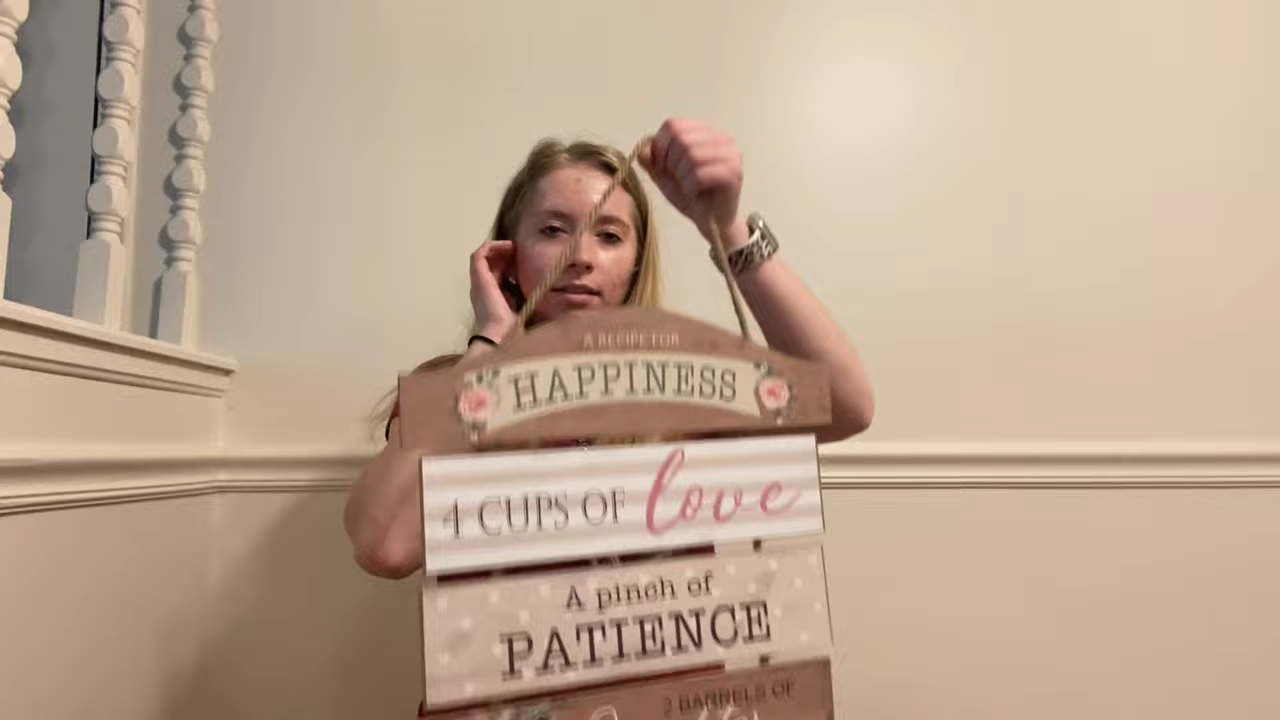 A RECIPE FOR
HAPPINESS
4 CUPS OF love
A pinch of
PATIENCE
2 BARRELS OF